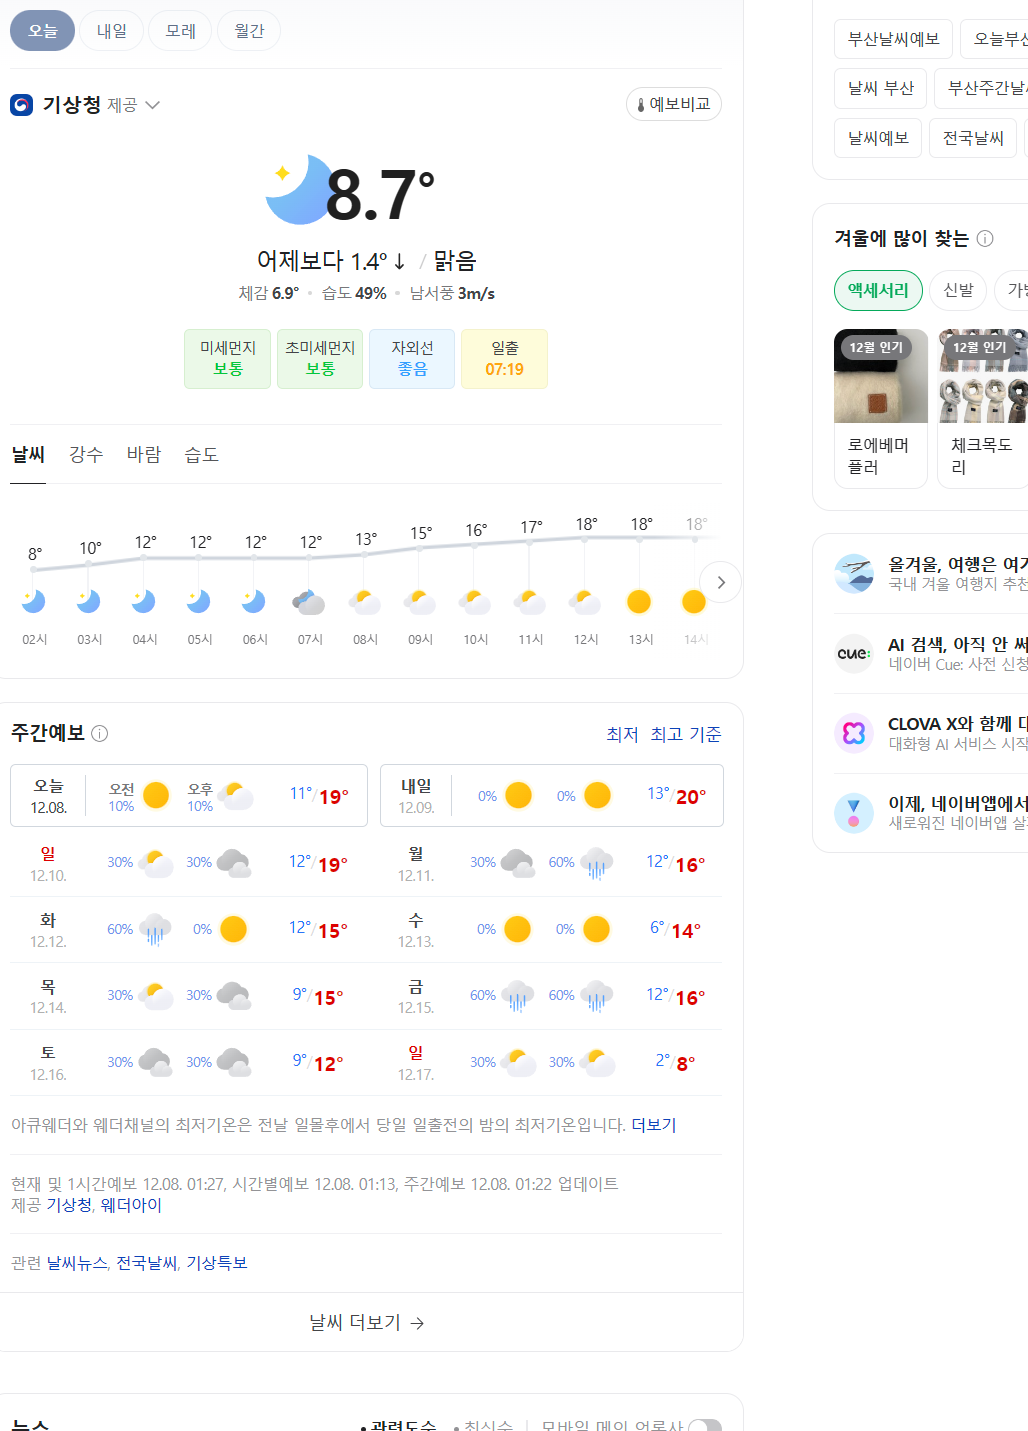 오늘 내일 모레 월간
기상청 제공
예보비교
8.7°
어제보다 1.4° ↓ / 맑음
체감 6.9° • 습도 49% • 남서풍 3m/s
미세먼지 초미세먼지 자외선 일출
보통 보통 좋음 07:19
날씨 강수 바람 습도
8° 10° 12° 12° 12° 12° 13° 15° 16° 17° 18° 18° 18°
02시 03시 04시 05시 06시 07시 08시 09시 10시 11시 12시 13시 14시
주간예보
최저 최고 기준
오늘 12.08. 오전 10% 오후 10% 11°/19°
내일 12.09. 0% 0% 13°/20°
일 12.10. 30% 30% 12°/19°
월 12.11. 30% 60% 12°/16°
화 12.12. 60% 0% 12°/15°
수 12.13. 0% 0% 6°/14°
목 12.14. 30% 30% 9°/15°
금 12.15. 60% 60% 12°/16°
토 12.16. 30% 30% 9°/12°
일 12.17. 30% 30% 2°/8°
아큐웨더와 웨더채널의 최저기온은 전날 일몰후에서 당일 일출전의 밤의 최저기온입니다. 더보기
현재 및 1시간예보 12.08. 01:27, 시간별예보 12.08. 01:13, 주간예보 12.08. 01:22 업데이트
제공 기상청, 웨더아이
관련 날씨뉴스, 전국날씨, 기상특보
날씨 더보기 →
뉴스
• 관련도순 • 최신순 | 모바일 메인 언론사
부산날씨예보 오늘부산
날씨 부산 부산주간날
날씨예보 전국날씨
겨울에 많이 찾는
액세서리 신발 가방
12월 인기 12월 인기
로에베머 체크목도
플러 리
올겨울, 여행은 여기
국내 겨울 여행지 추천
cue:
AI 검색, 아직 안 써
네이버 Cue: 사전 신청
CLOVA X와 함께
대화형 AI 서비스 시작
이제, 네이버앱에서
새로워진 네이버앱